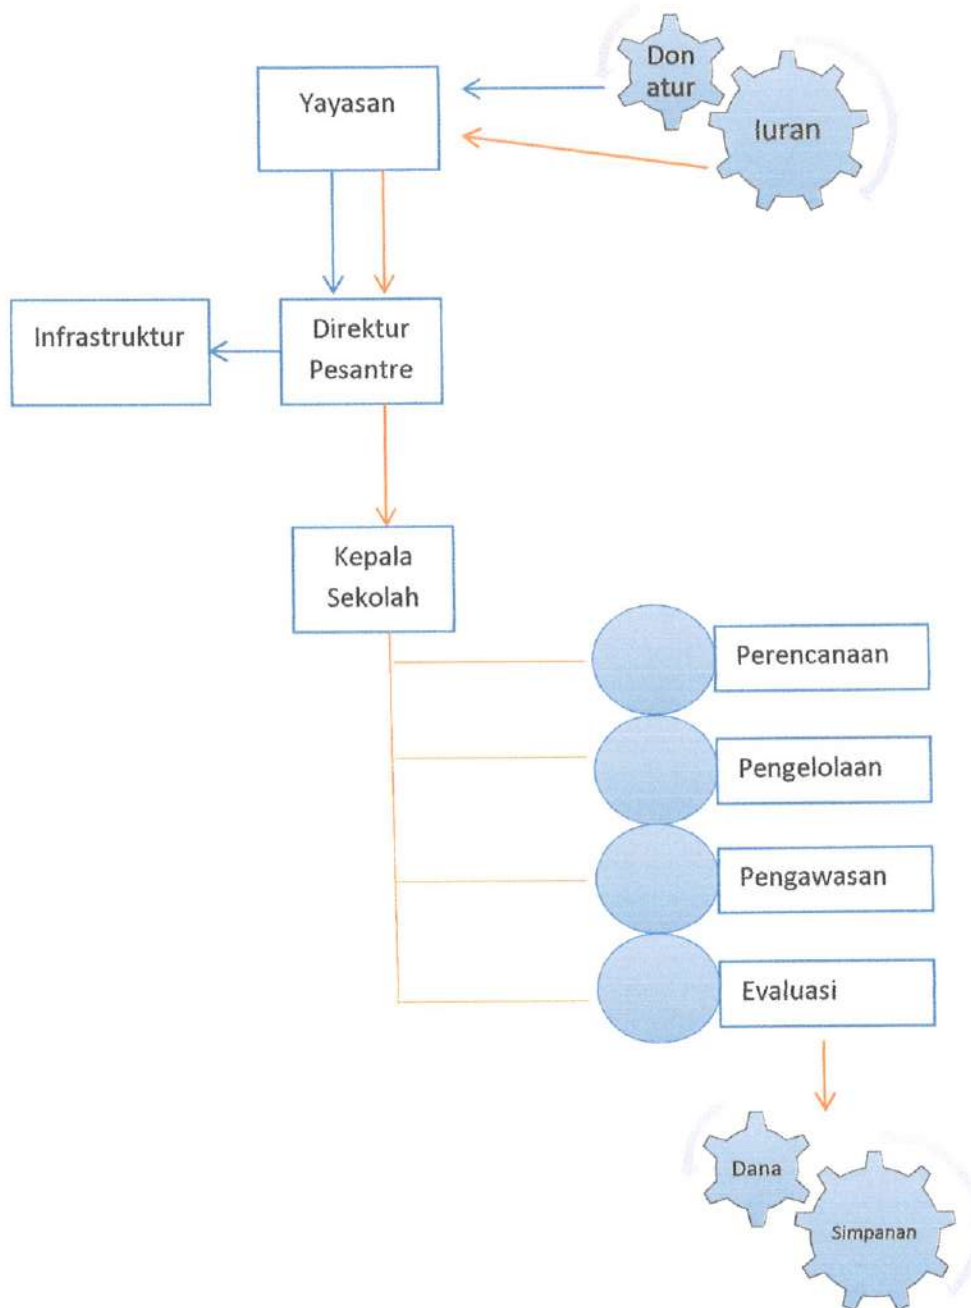 Don
atur
Yayasan
Iuran
Infrastruktur
Direktur
Pesantre
Kepala
Sekolah
Perencanaan
Pengelolaan
Pengawasan
Evaluasi
Dana
Simpanan